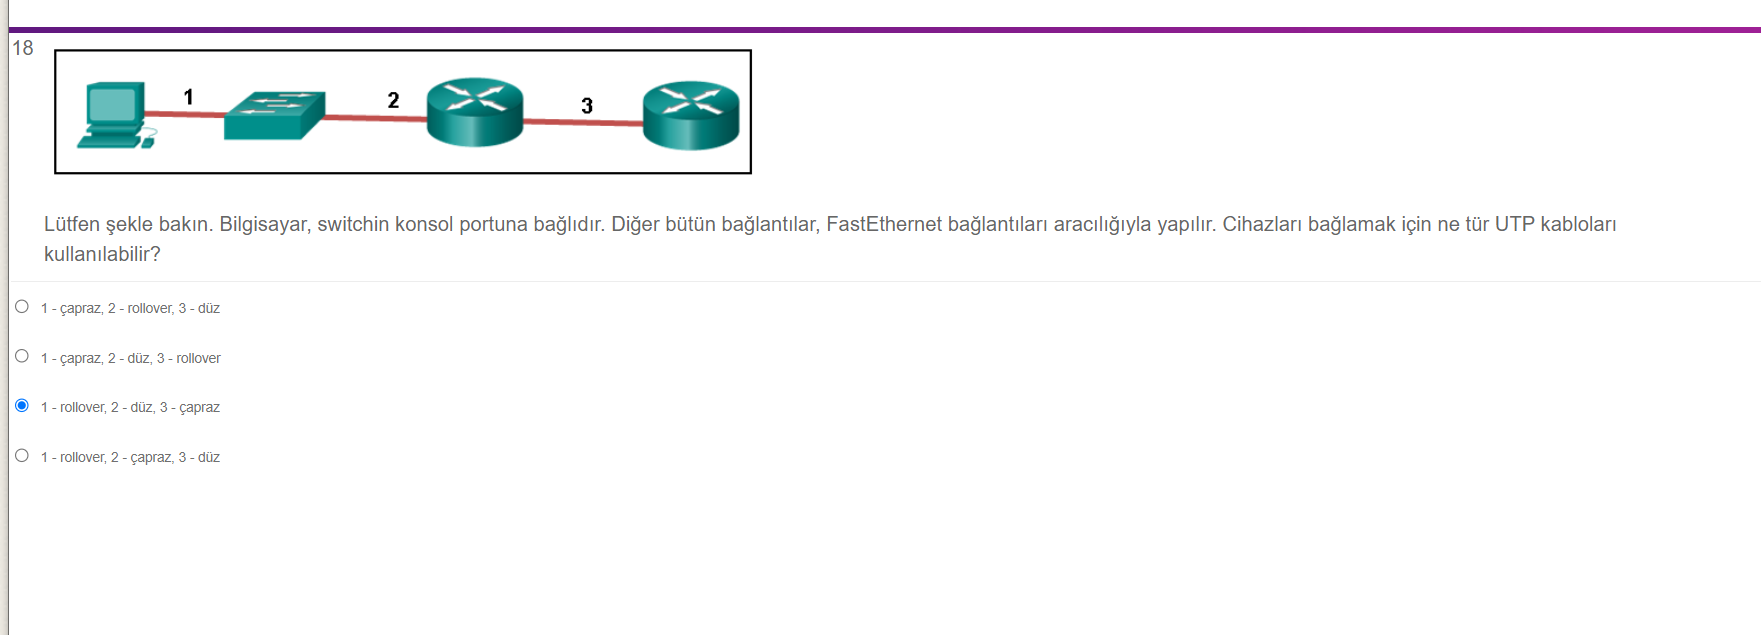 18
1
2
3
Lütfen şekle bakın. Bilgisayar, switchin konsol portuna bağlıdır. Diğer bütün bağlantılar, FastEthernet bağlantıları aracılığıyla yapılır. Cihazları bağlamak için ne tür UTP kabloları
kullanılabilir?
1 - çapraz, 2 - rollover, 3 - düz
1 - çapraz, 2 - düz, 3 - rollover
1 - rollover, 2 - düz, 3 - çapraz
1 - rollover, 2 - çapraz, 3 - düz